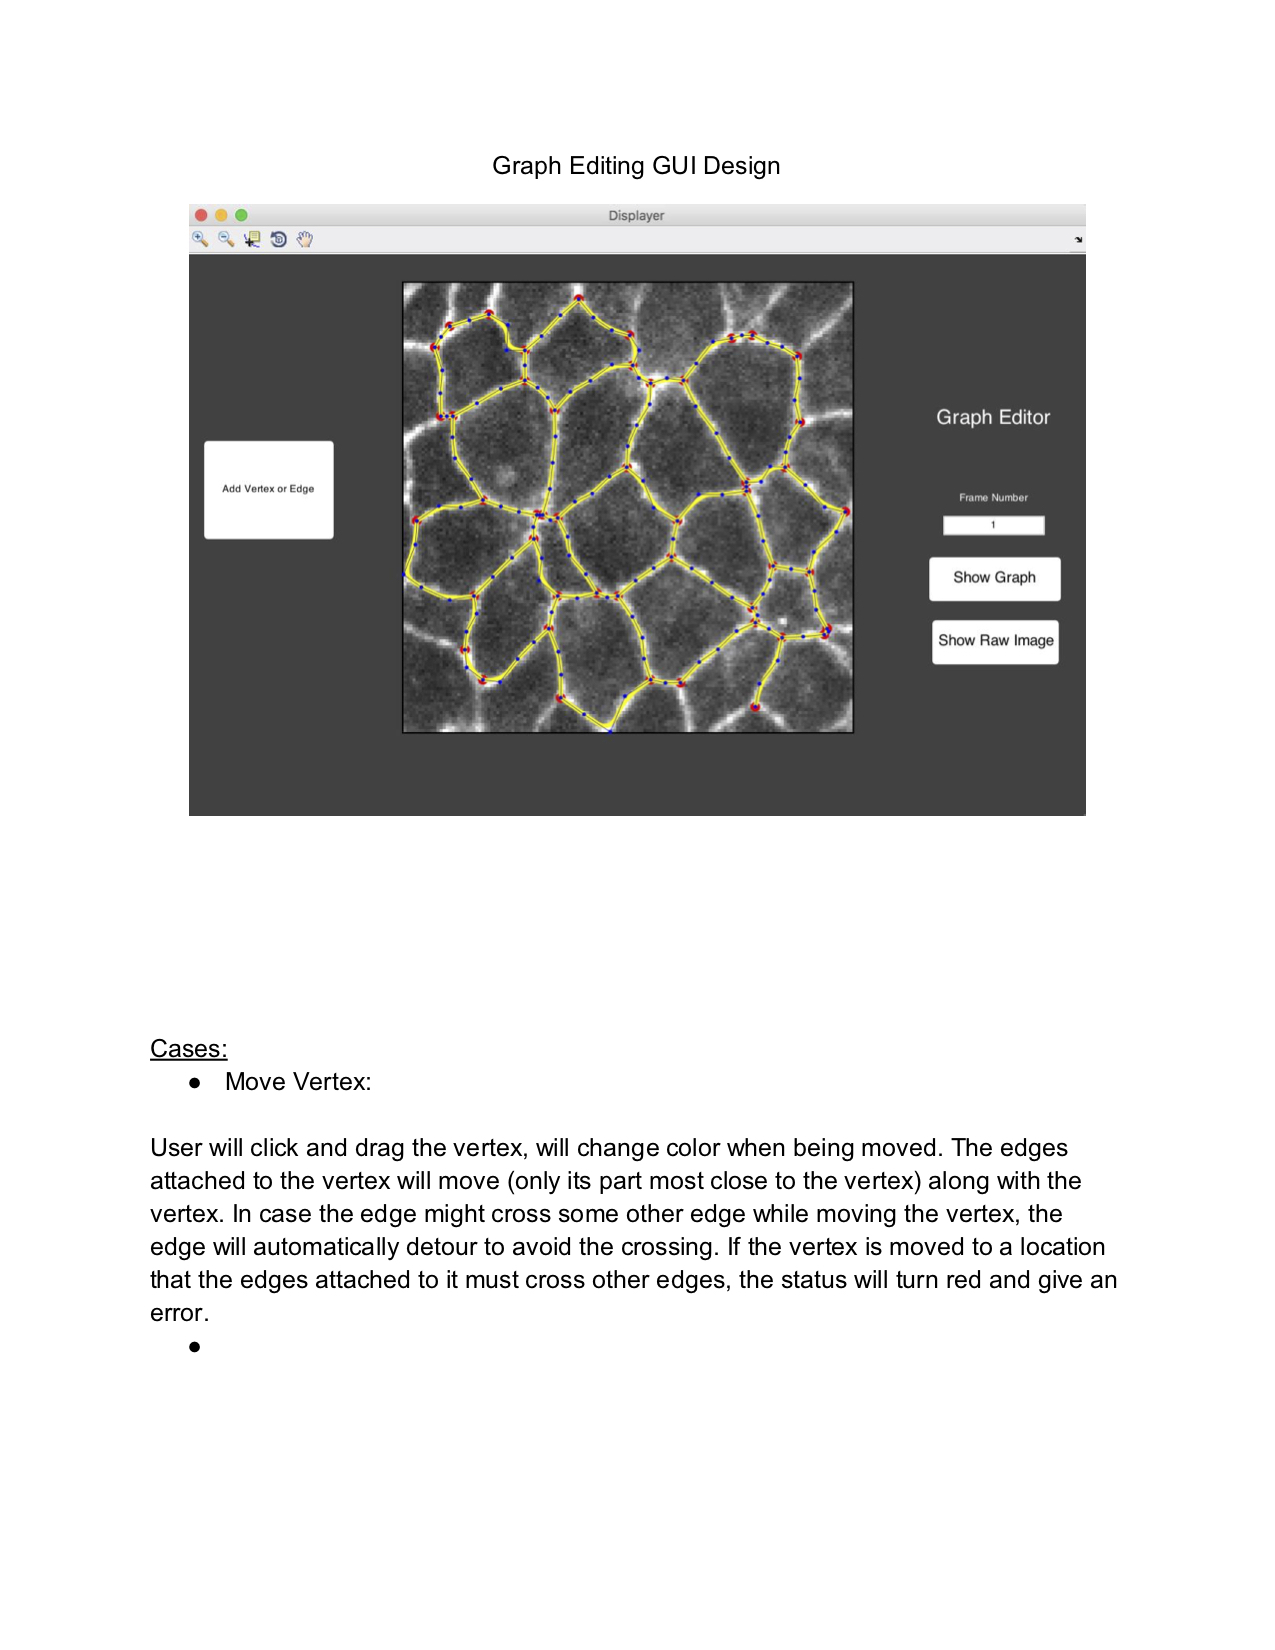 Graph Editing GUI Design
Displayer
Graph Editor
Add Vertex or Edge
Frame Number
1
Show Graph
Show Raw Image
Cases:
● Move Vertex:
User will click and drag the vertex, will change color when being moved. The edges
attached to the vertex will move (only its part most close to the vertex) along with the
vertex. In case the edge might cross some other edge while moving the vertex, the
edge will automatically detour to avoid the crossing. If the vertex is moved to a location
that the edges attached to it must cross other edges, the status will turn red and give an
error.
●